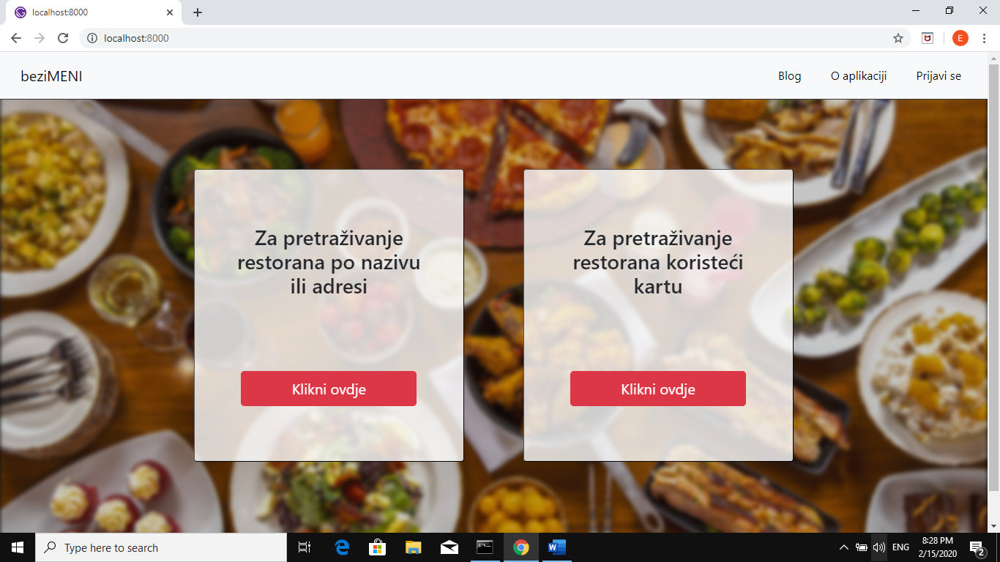 localhost:8000
localhost:8000
E
beziMENI
Blog
O aplikaciji
Prijavi se
Za pretraživanje
restorana po nazivu
ili adresi
Klikni ovdje
Za pretraživanje
restorana koristeći
kartu
Klikni ovdje
Type here to search
ENG
8:28 PM
2/15/2020
2